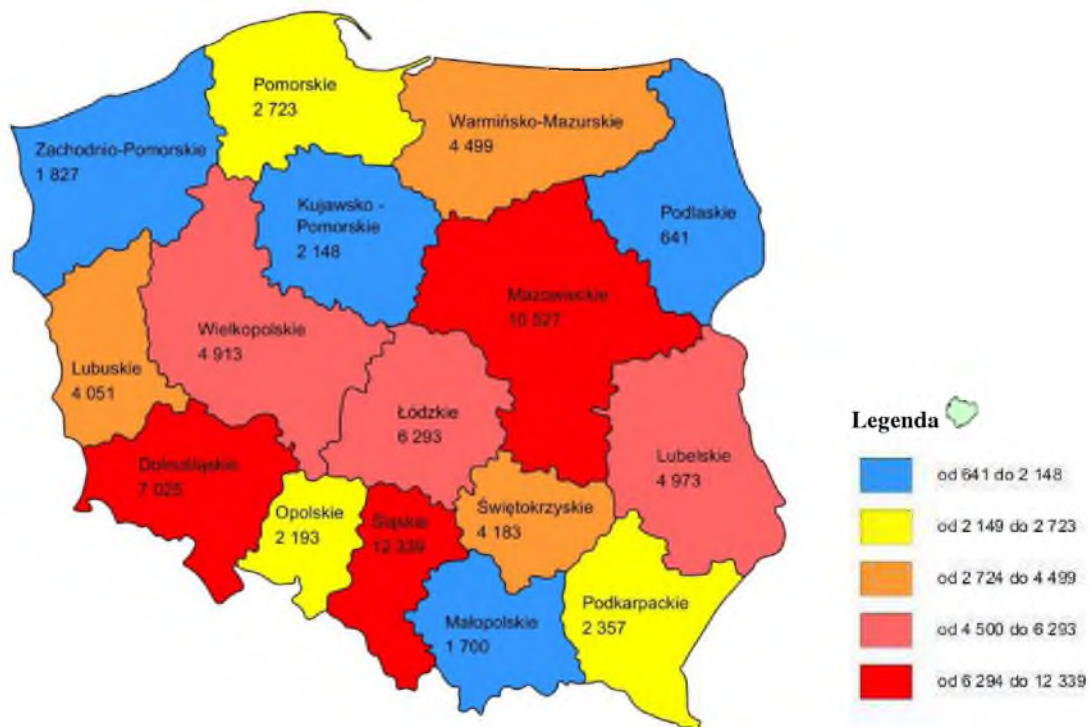 Pomorskie
2 723
Warmińsko-Mazurskie
4 499
Zachodnio-Pomorskie
1 827
Kujawsko -
Pomorskie
2 148
Podlaskie
641
Mazowieckie
10 527
Wielkopolskie
4 913
Lubuskie
4 051
Łódzkie
6 293
Lubelskie
4 973
Dolnośląskie
7 025
Opolskie
2 193
Śląskie
12 339
Świętokrzyskie
4 183
Małopolskie
1 700
Podkarpackie
2 357
Legenda
od 641 do 2 148
od 2 149 do 2 723
od 2 724 do 4 499
od 4 500 do 6 293
od 6 294 do 12 339